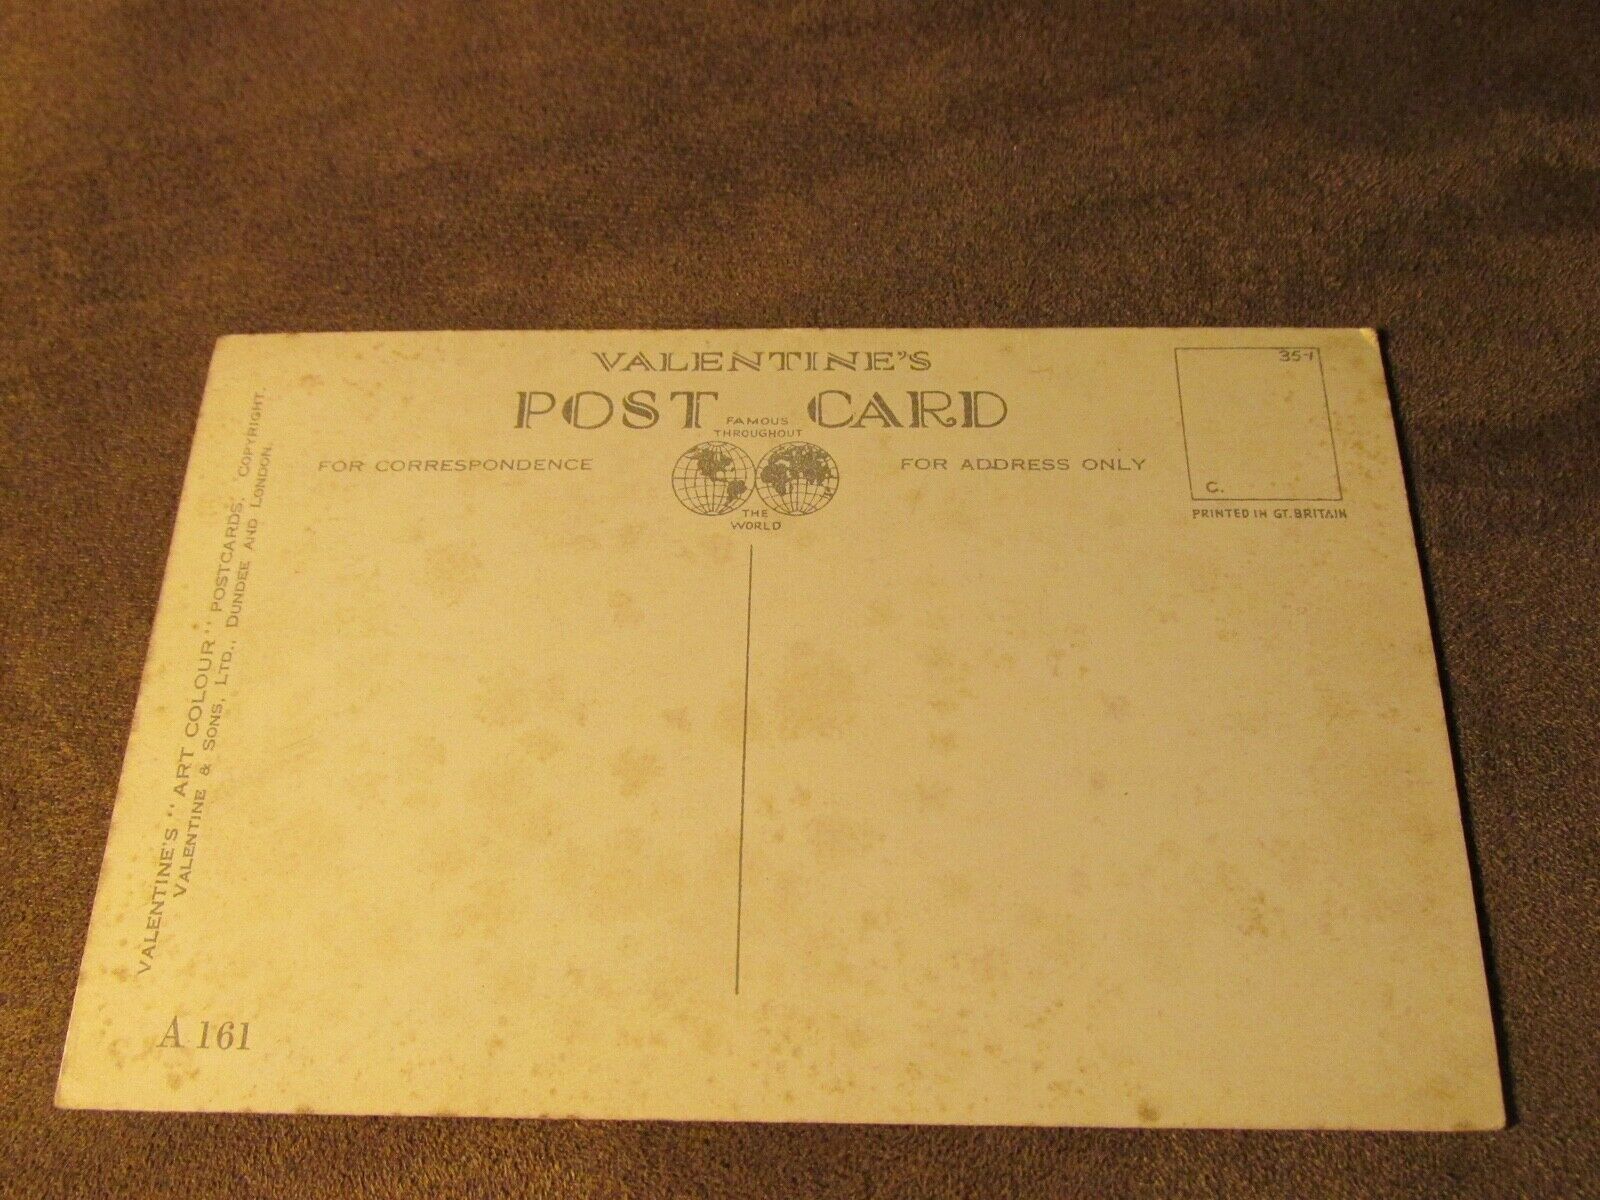 VALENTINE'S
POST CARD
FAMOUS
THROUGHOUT
THE
WORLD
FOR CORRESPONDENCE
FOR ADDRESS ONLY
35-1
C.
PRINTED IN GT. BRITAIN
VALENTINE'S "ART COLOUR" POSTCARDS. COPYRIGHT.
VALENTINE & SONS, LTD., DUNDEE AND LONDON.
A 161